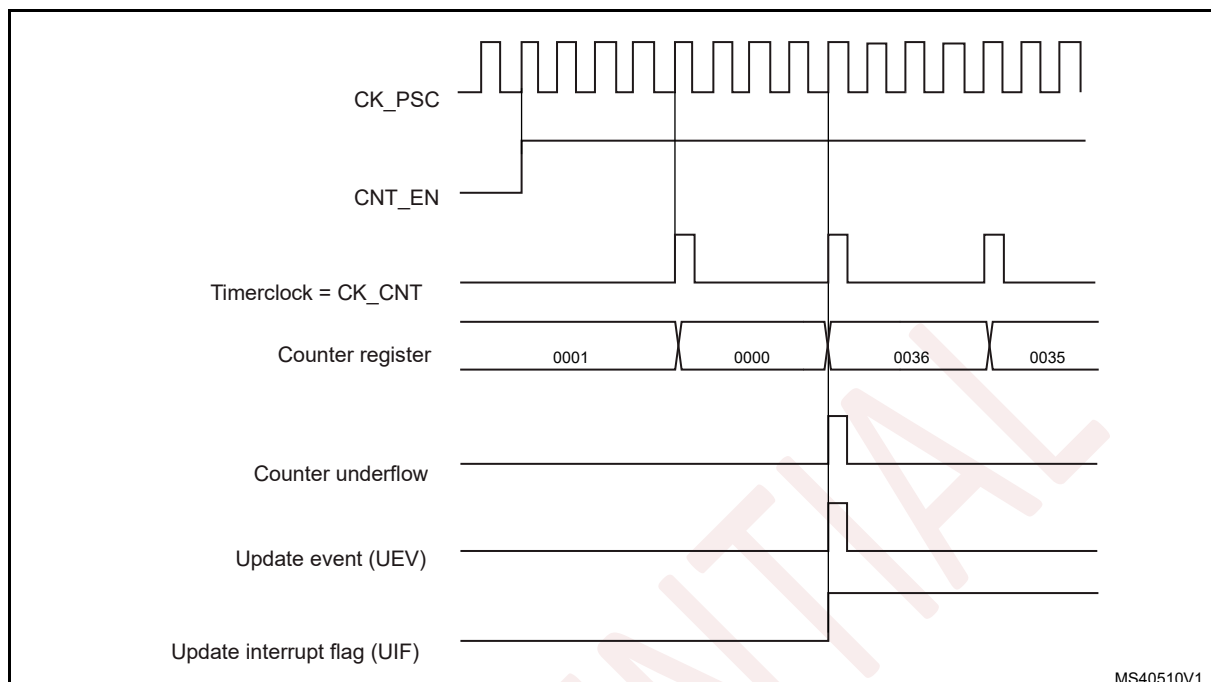 CK_PSC
CNT_EN
Timerclock = CK_CNT
Counter register
0001
0000
0036
0035
Counter underflow
Update event (UEV)
Update interrupt flag (UIF)
MS40510V1